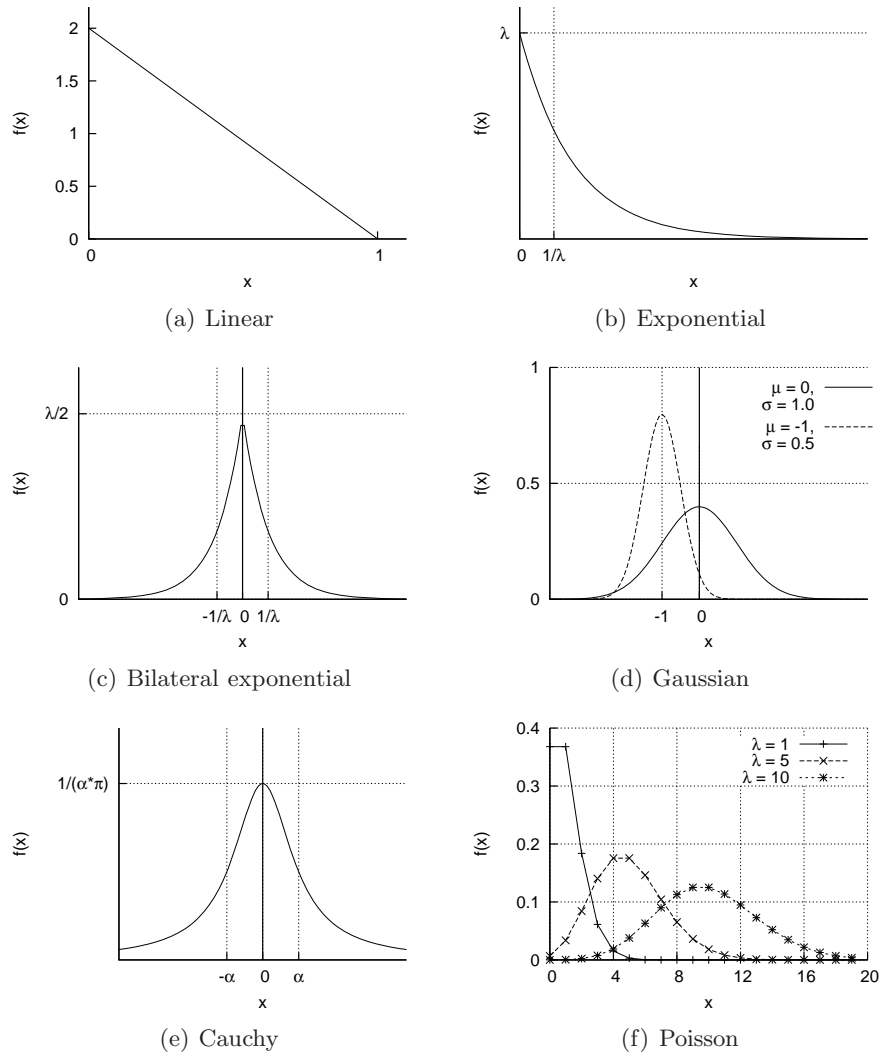 2
1.5
1
0.5
0
f(x)
0
1
x
(a) Linear
λ
f(x)
0
1/λ
x
(b) Exponential
λ/2
f(x)
0
-1/λ
0
1/λ
x
(c) Bilateral exponential
1
0.5
0
f(x)
μ = 0,
σ = 1.0
μ = -1,
σ = 0.5
-1
0
x
(d) Gaussian
1/(α*π)
f(x)
-α
0
α
x
(e) Cauchy
0.4
0.3
0.2
0.1
0
f(x)
λ = 1
λ = 5
λ = 10
0
4
8
12
16
20
x
(f) Poisson